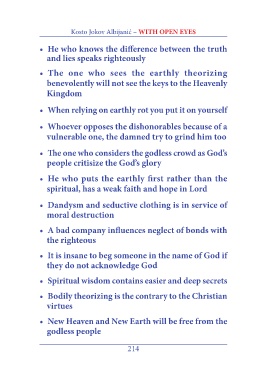 Kosto Jokov Albijanić – WITH OPEN EYES
• He who knows the difference between the truth
and lies speaks righteously
• The one who sees the earthly theorizing
benevolently will not see the keys to the Heavenly
Kingdom
• When relying on earthly rot you put it on yourself
• Whoever opposes the dishonorables because of a
vulnerable one, the damned try to grind him too
• The one who considers the godless crowd as God's
people critisize the God's glory
• He who puts the earthly first rather than the
spiritual, has a weak faith and hope in Lord
• Dandysm and seductive clothing is in service of
moral destruction
• A bad company influences neglect of bonds with
the righteous
• It is insane to beg someone in the name of God if
they do not acknowledge God
• Spiritual wisdom contains easier and deep secrets
• Bodily theorizing is the contrary to the Christian
virtues
• New Heaven and New Earth will be free from the
godless people
214